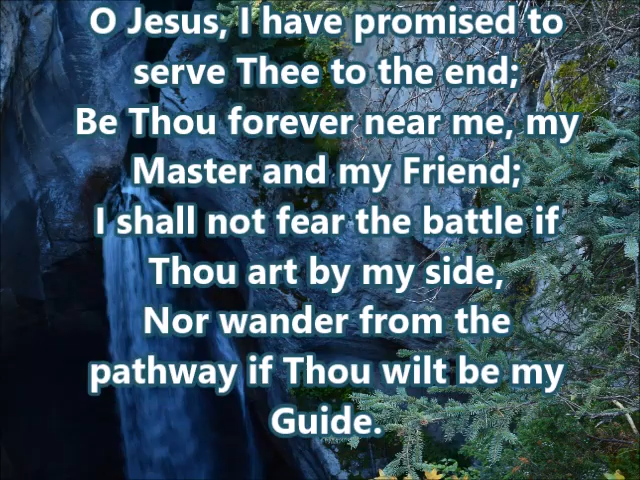 O Jesus, I have promised to
serve Thee to the end;
Be Thou forever near me, my
Master and my Friend;
I shall not fear the battle if
Thou art by my side,
Nor wander from the
pathway if Thou wilt be my
Guide.